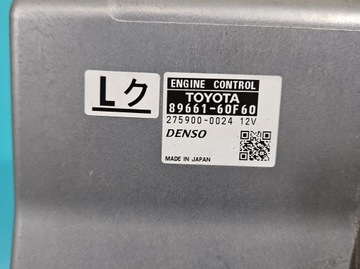 Lク
ENGINE CONTROL
TOYOTA
89661-60F60
275900-0024 12V
DENSO
MADE IN JAPAN